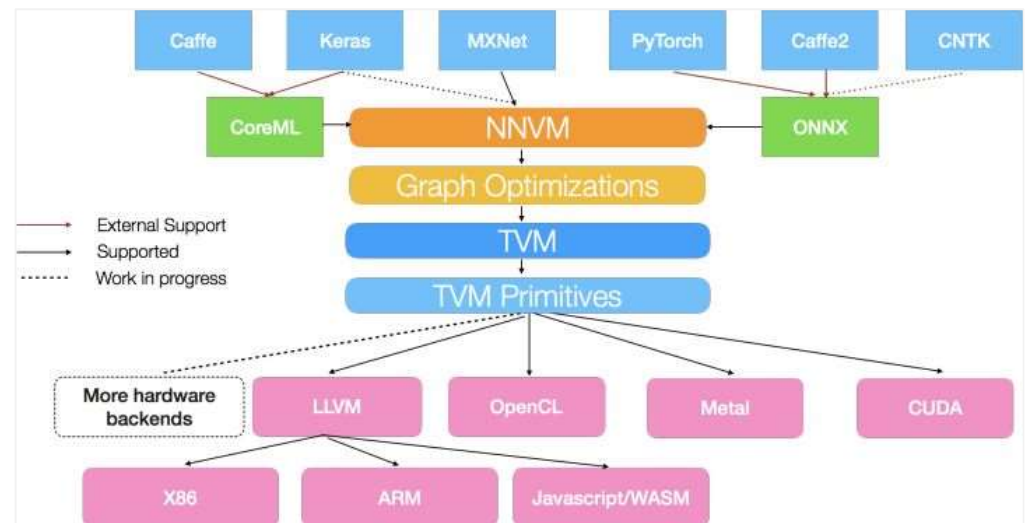 Caffe
Keras
MXNet
PyTorch
Caffe2
CNTK
CoreML
NNVM
ONNX
Graph Optimizations
External Support
Supported
Work in progress
TVM
TVM Primitives
More hardware
backends
LLVM
OpenCL
Metal
CUDA
X86
ARM
Javascript/WASM